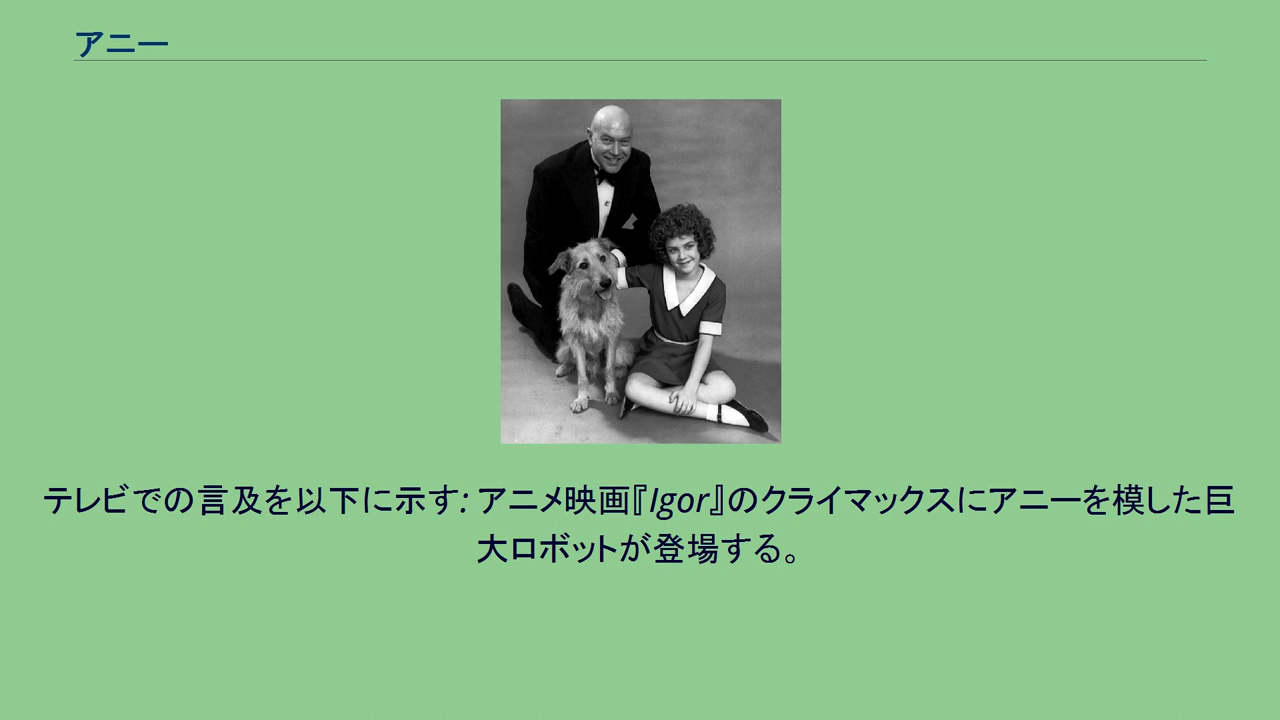 アニー
テレビでの言及を以下に示す: アニメ映画『Igor』のクライマックスにアニーを模した巨
大ロボットが登場する。